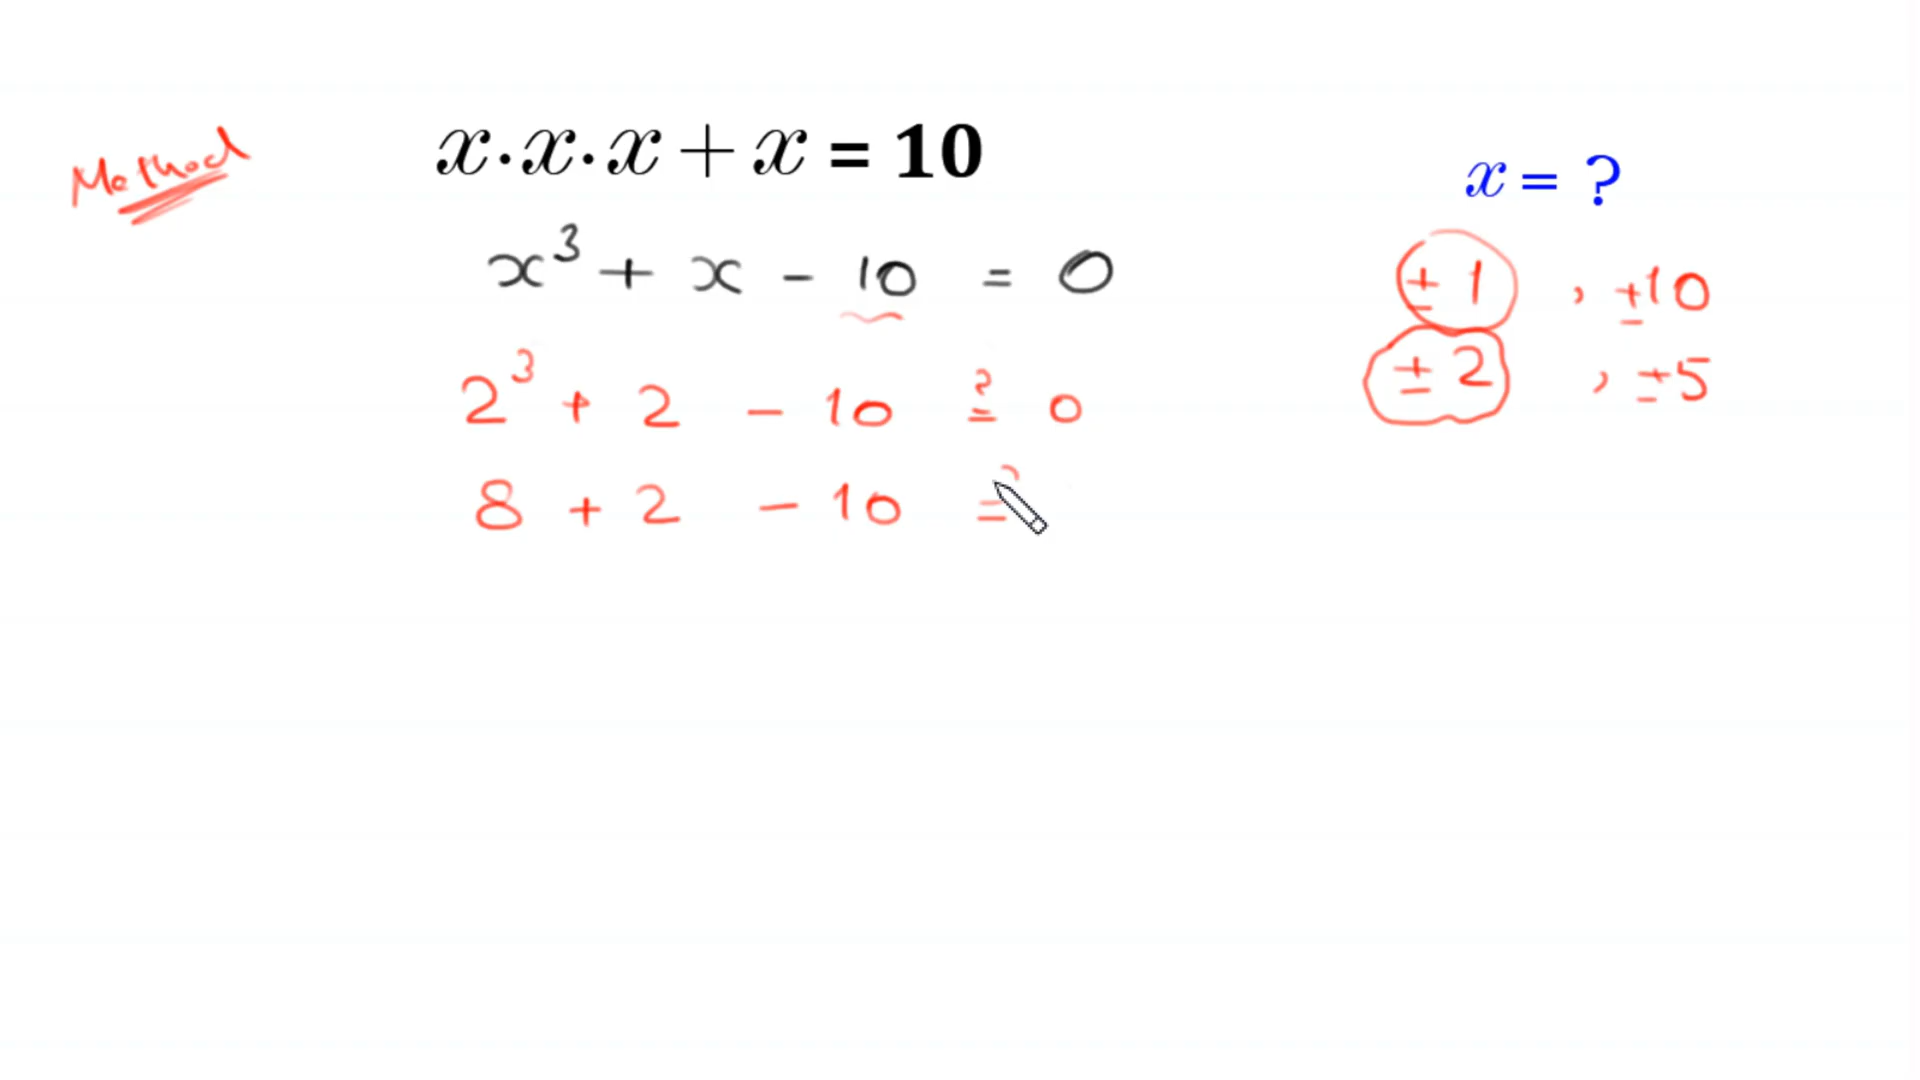 Method
x·x·x + x = 10
x = ?
x³ + x - 10 = 0
± 1 , ±10
± 2 , ±5
2³ + 2 - 10 ≟ 0
8 + 2 - 10 =